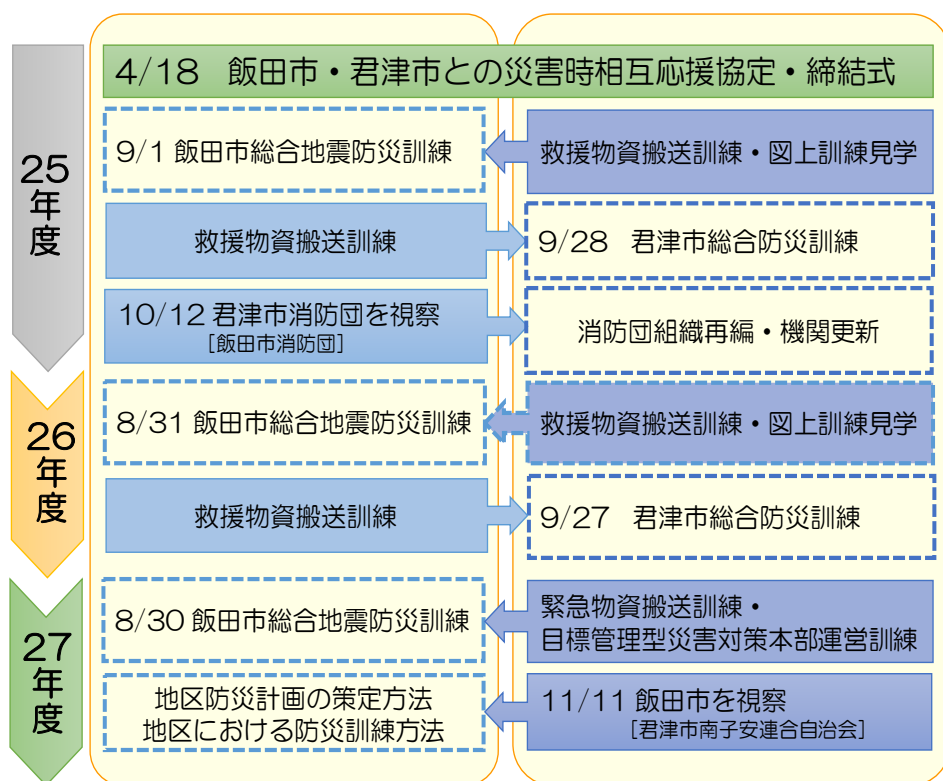 4/18 飯田市・君津市との災害時相互応援協定・締結式
25年度
9/1 飯田市総合地震防災訓練
救援物資搬送訓練・図上訓練見学
救援物資搬送訓練
9/28 君津市総合防災訓練
10/12 君津市消防団を視察
[飯田市消防団]
消防団組織再編・機関更新
26年度
8/31 飯田市総合地震防災訓練
救援物資搬送訓練・図上訓練見学
救援物資搬送訓練
9/27 君津市総合防災訓練
27年度
8/30 飯田市総合地震防災訓練
緊急物資搬送訓練・
目標管理型災害対策本部運営訓練
地区防災計画の策定方法
地区における防災訓練方法
11/11 飯田市を視察
[君津市南子安連合自治会]